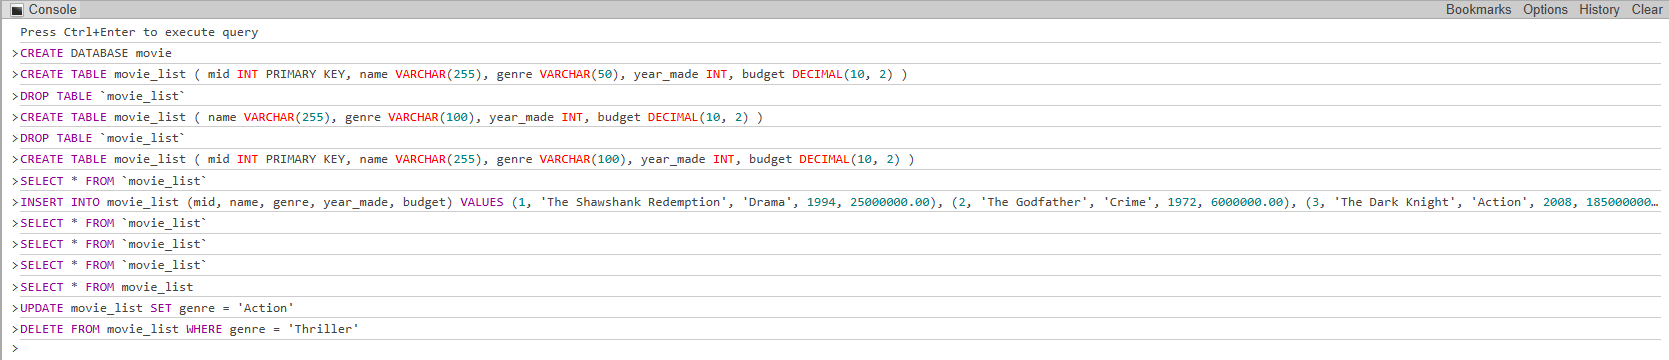 Console Bookmarks Options History Clear
Press Ctrl+Enter to execute query
>CREATE DATABASE movie
>CREATE TABLE movie_list ( mid INT PRIMARY KEY, name VARCHAR(255), genre VARCHAR(50), year_made INT, budget DECIMAL(10, 2) )
>DROP TABLE `movie_list`
>CREATE TABLE movie_list ( name VARCHAR(255), genre VARCHAR(100), year_made INT, budget DECIMAL(10, 2) )
>DROP TABLE `movie_list`
>CREATE TABLE movie_list ( mid INT PRIMARY KEY, name VARCHAR(255), genre VARCHAR(100), year_made INT, budget DECIMAL(10, 2) )
>SELECT * FROM `movie_list`
>INSERT INTO movie_list (mid, name, genre, year_made, budget) VALUES (1, 'The Shawshank Redemption', 'Drama', 1994, 25000000.00), (2, 'The Godfather', 'Crime', 1972, 6000000.00), (3, 'The Dark Knight', 'Action', 2008, 185000000…
>SELECT * FROM `movie_list`
>SELECT * FROM `movie_list`
>SELECT * FROM `movie_list`
>SELECT * FROM movie_list
>UPDATE movie_list SET genre = 'Action'
>DELETE FROM movie_list WHERE genre = 'Thriller'
>